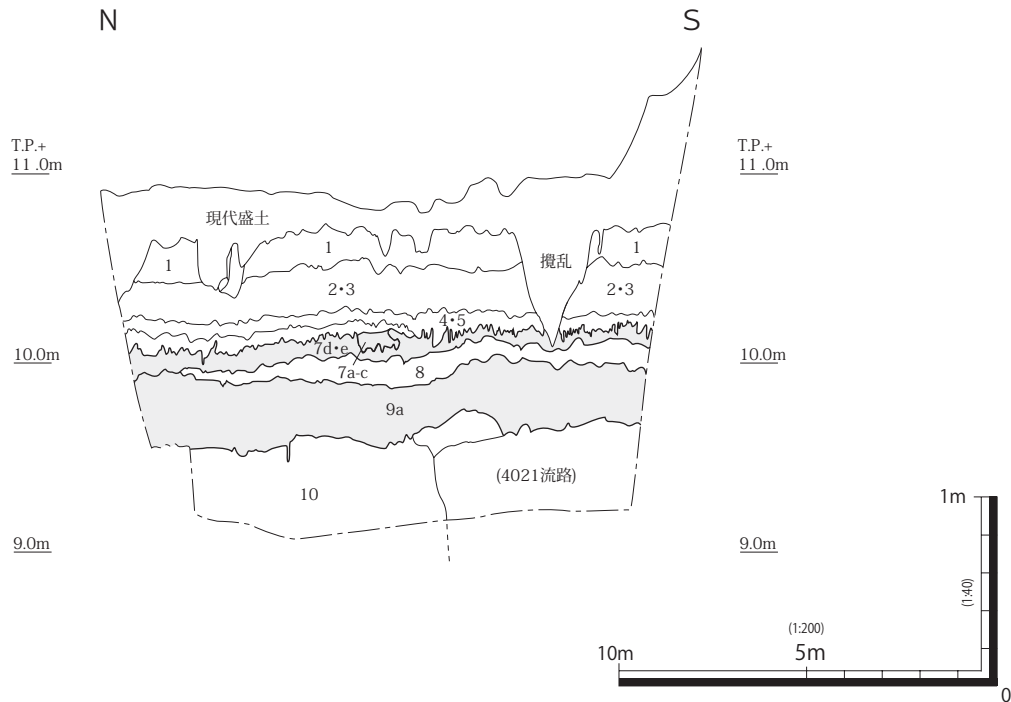 N
S
T.P.+
11.0m
T.P.+
11.0m
現代盛土
1
1
1
攪乱
2・3
2・3
4・5
10.0m
10.0m
7d・e
7a-c
8
9a
10
(4021流路)
9.0m
9.0m
1m
(1:40)
(1:200)
10m
5m
0